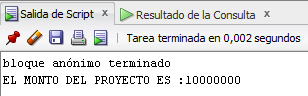 Salida de Script Resultado de la Consulta
Tarea terminada en 0,002 segundos
bloque anónimo terminado
EL MONTO DEL PROYECTO ES :10000000